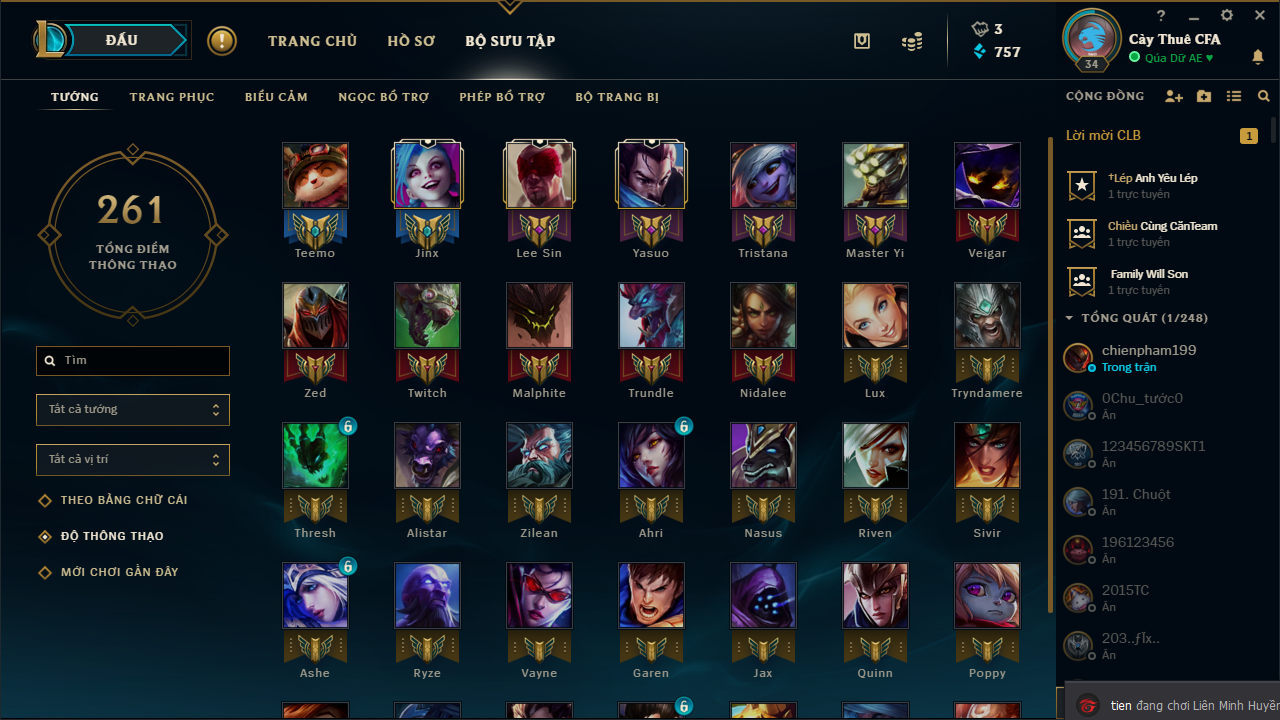 ĐẤU
!
TRANG CHỦ
HỒ SƠ
BỘ SƯU TẬP
3
757
?
34
Cày Thuê CFA
Qúa Dữ AE ♥
TƯỚNG
TRANG PHỤC
BIỂU CẢM
NGỌC BỔ TRỢ
PHÉP BỔ TRỢ
BỘ TRANG BỊ
261
TỔNG ĐIỂM
THÔNG THẠO
Tìm
Tất cả tướng
Tất cả vị trí
THEO BẢNG CHỮ CÁI
ĐỘ THÔNG THẠO
MỚI CHƠI GẦN ĐÂY
Teemo
Jinx
Lee Sin
Yasuo
Tristana
Master Yi
Veigar
Zed
Twitch
Malphite
Trundle
Nidalee
Lux
Tryndamere
6
6
Thresh
Alistar
Zilean
Ahri
Nasus
Riven
Sivir
6
Ashe
Ryze
Vayne
Garen
Jax
Quinn
Poppy
6
CỘNG ĐỒNG
Lời mời CLB
1
†Lép Anh Yêu Lép
1 trực tuyến
Chiều Cùng CănTeam
1 trực tuyến
Family Will Son
1 trực tuyến
TỔNG QUÁT (1/248)
chienpham199
Trong trận
0Chu_tước0
Ẩn
123456789SKT1
Ẩn
191. Chuột
Ẩn
196123456
Ẩn
2015TC
Ẩn
203..ƒÏx..
Ẩn
tien đang chơi Liên Minh Huyề